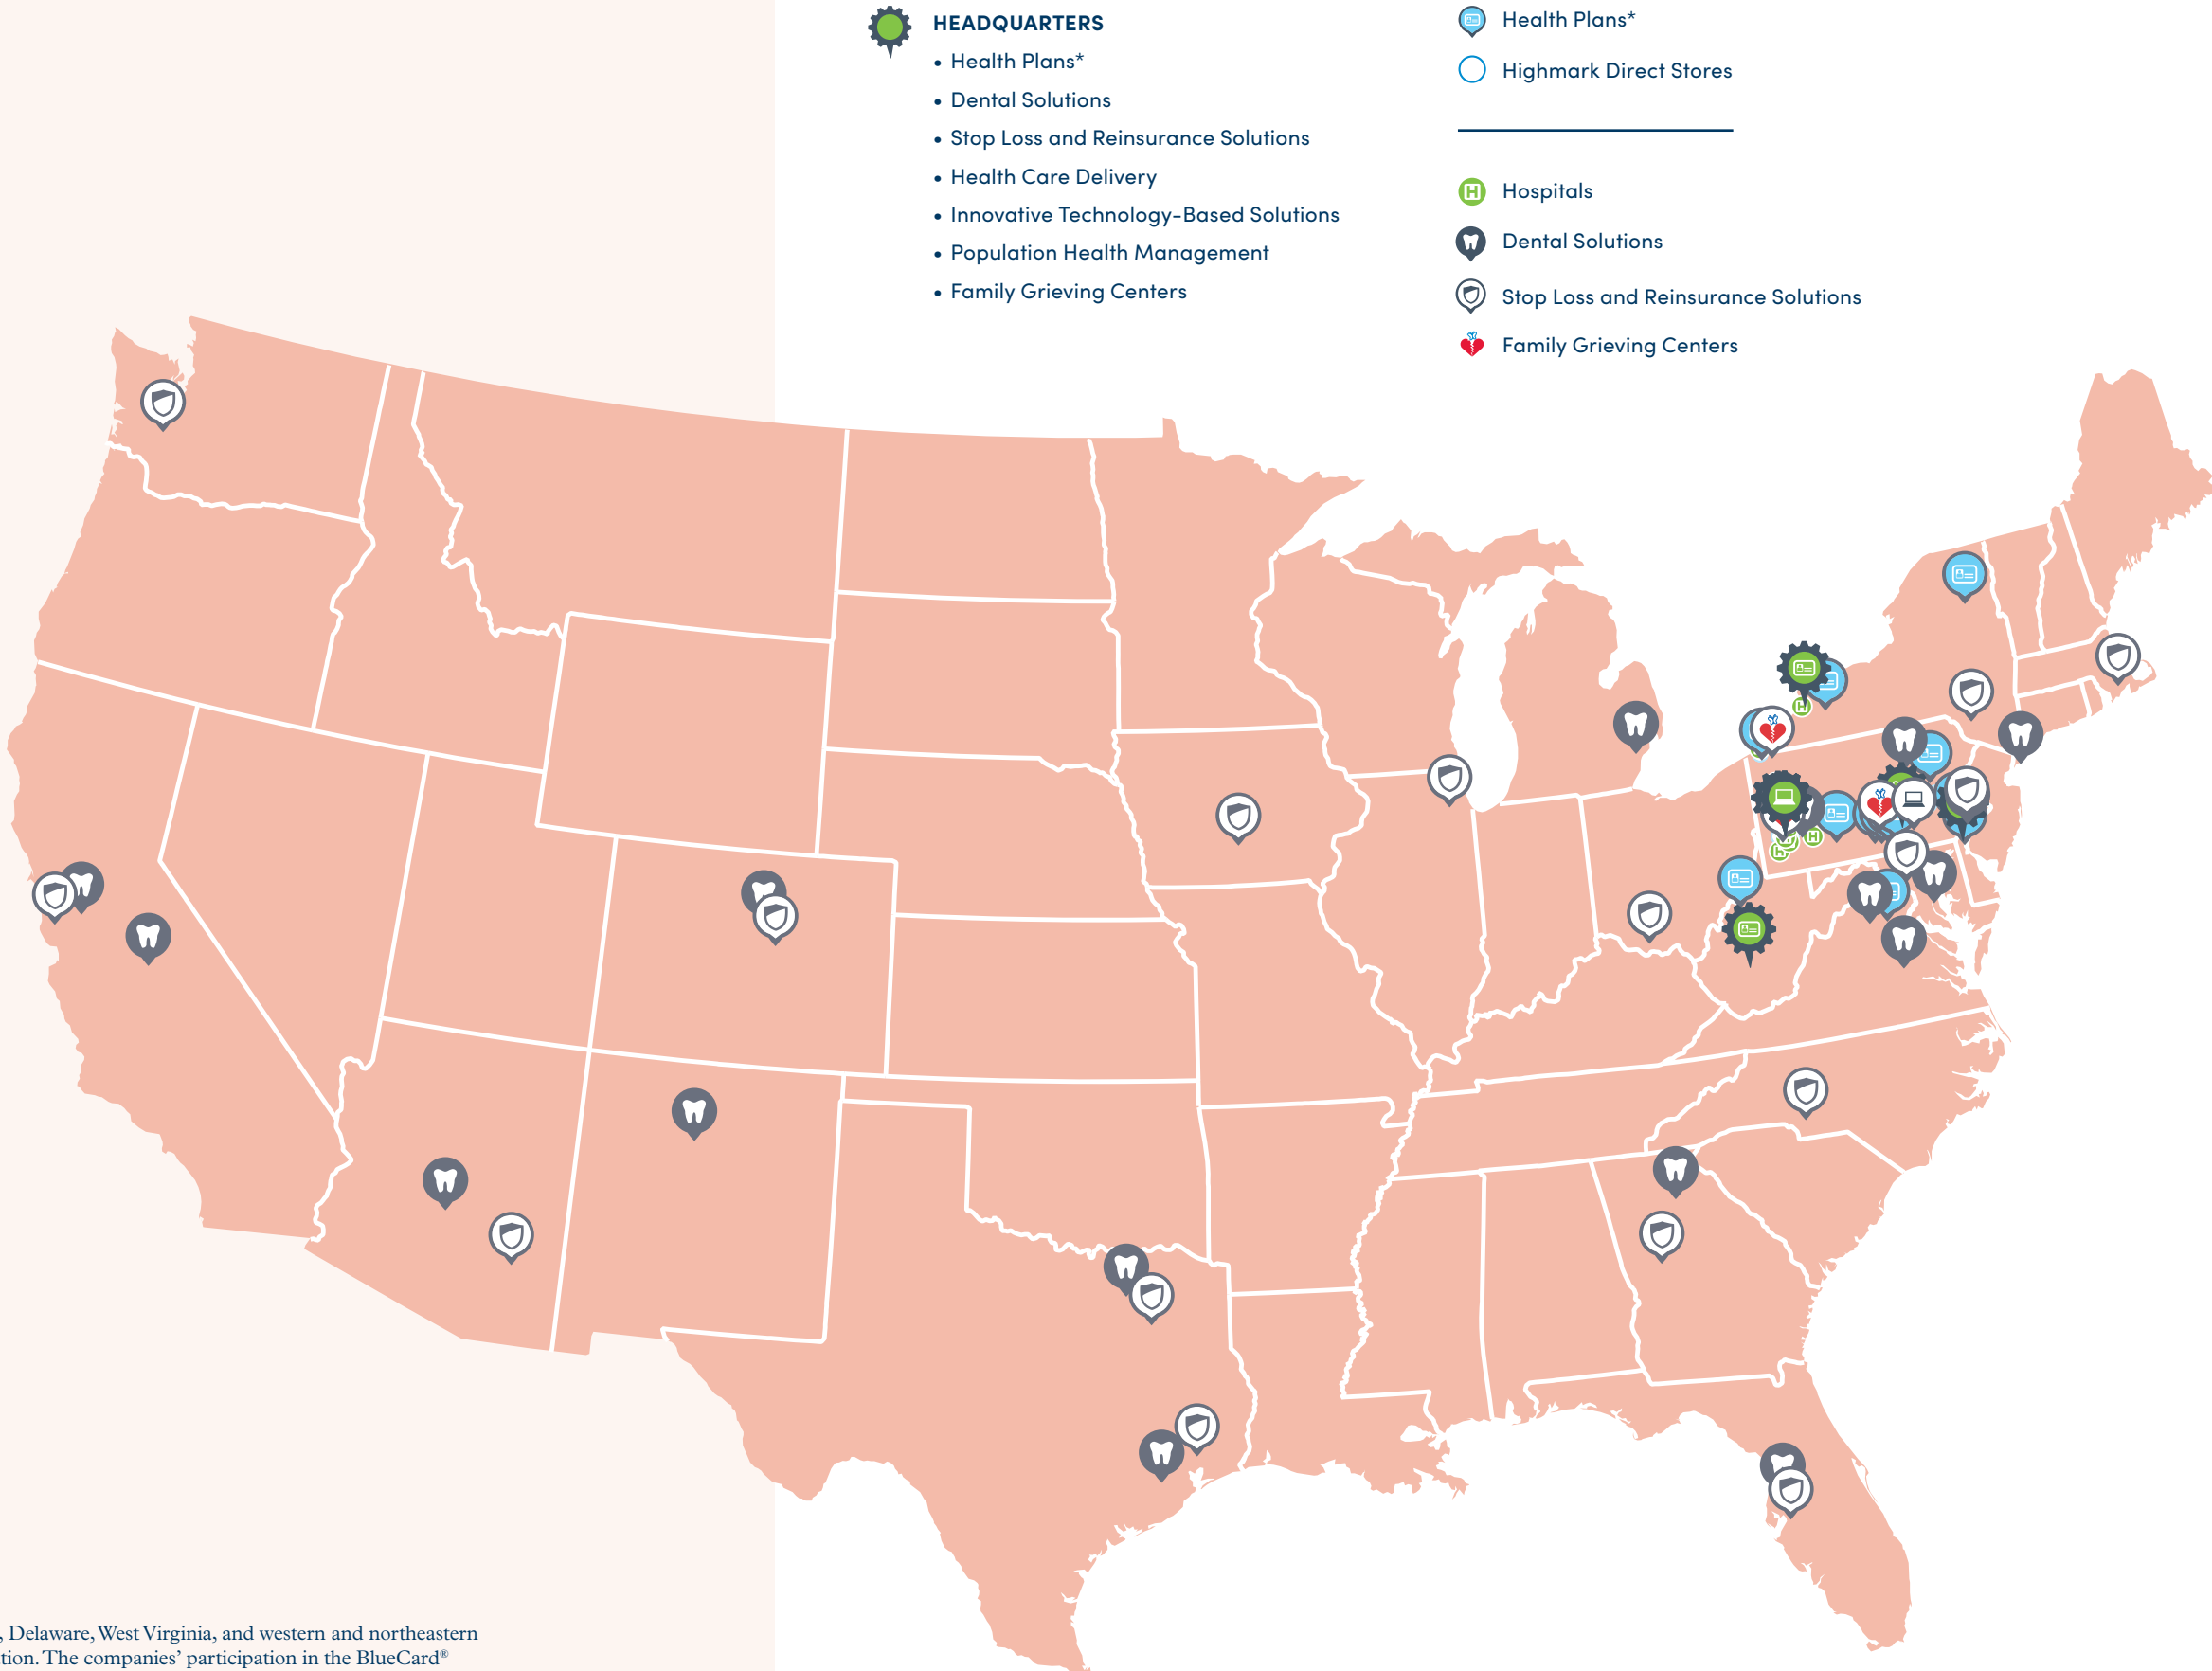 HEADQUARTERS
• Health Plans*
• Dental Solutions
• Stop Loss and Reinsurance Solutions
• Health Care Delivery
• Innovative Technology-Based Solutions
• Population Health Management
• Family Grieving Centers
Health Plans*
Highmark Direct Stores
H Hospitals
Dental Solutions
Stop Loss and Reinsurance Solutions
Family Grieving Centers
H
H
H
, Delaware, West Virginia, and western and northeastern
tion. The companies’ participation in the BlueCard®